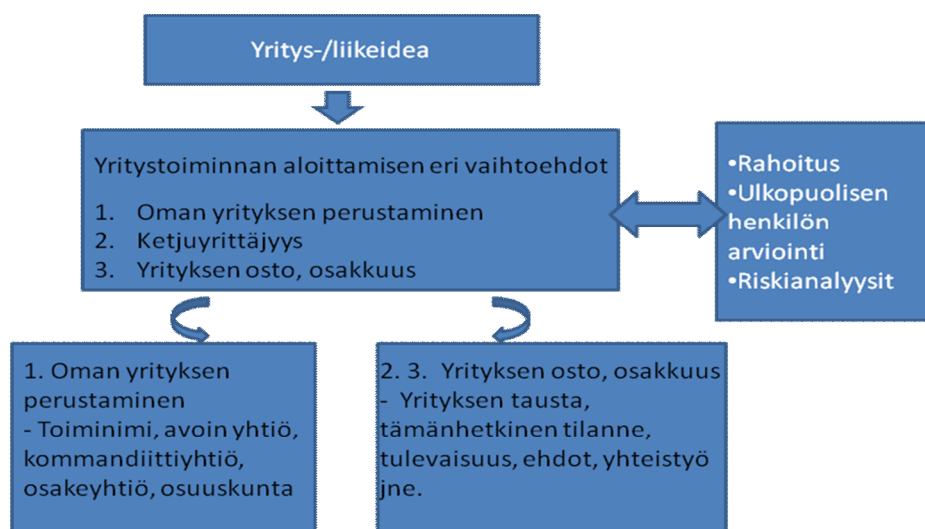 Yritys-/liikeidea
Yritystoiminnan aloittamisen eri vaihtoehdot
1. Oman yrityksen perustaminen
2. Ketjuyrittäjyys
3. Yrityksen osto, osakkuus
•Rahoitus
•Ulkopuolisen
henkilön
arviointi
•Riskianalyysit
1. Oman yrityksen
perustaminen
- Toiminimi, avoin yhtiö,
kommandiittiyhtiö,
osakeyhtiö, osuuskunta
2. 3. Yrityksen osto, osakkuus
- Yrityksen tausta,
tämänhetkinen tilanne,
tulevaisuus, ehdot, yhteistyö
jne.